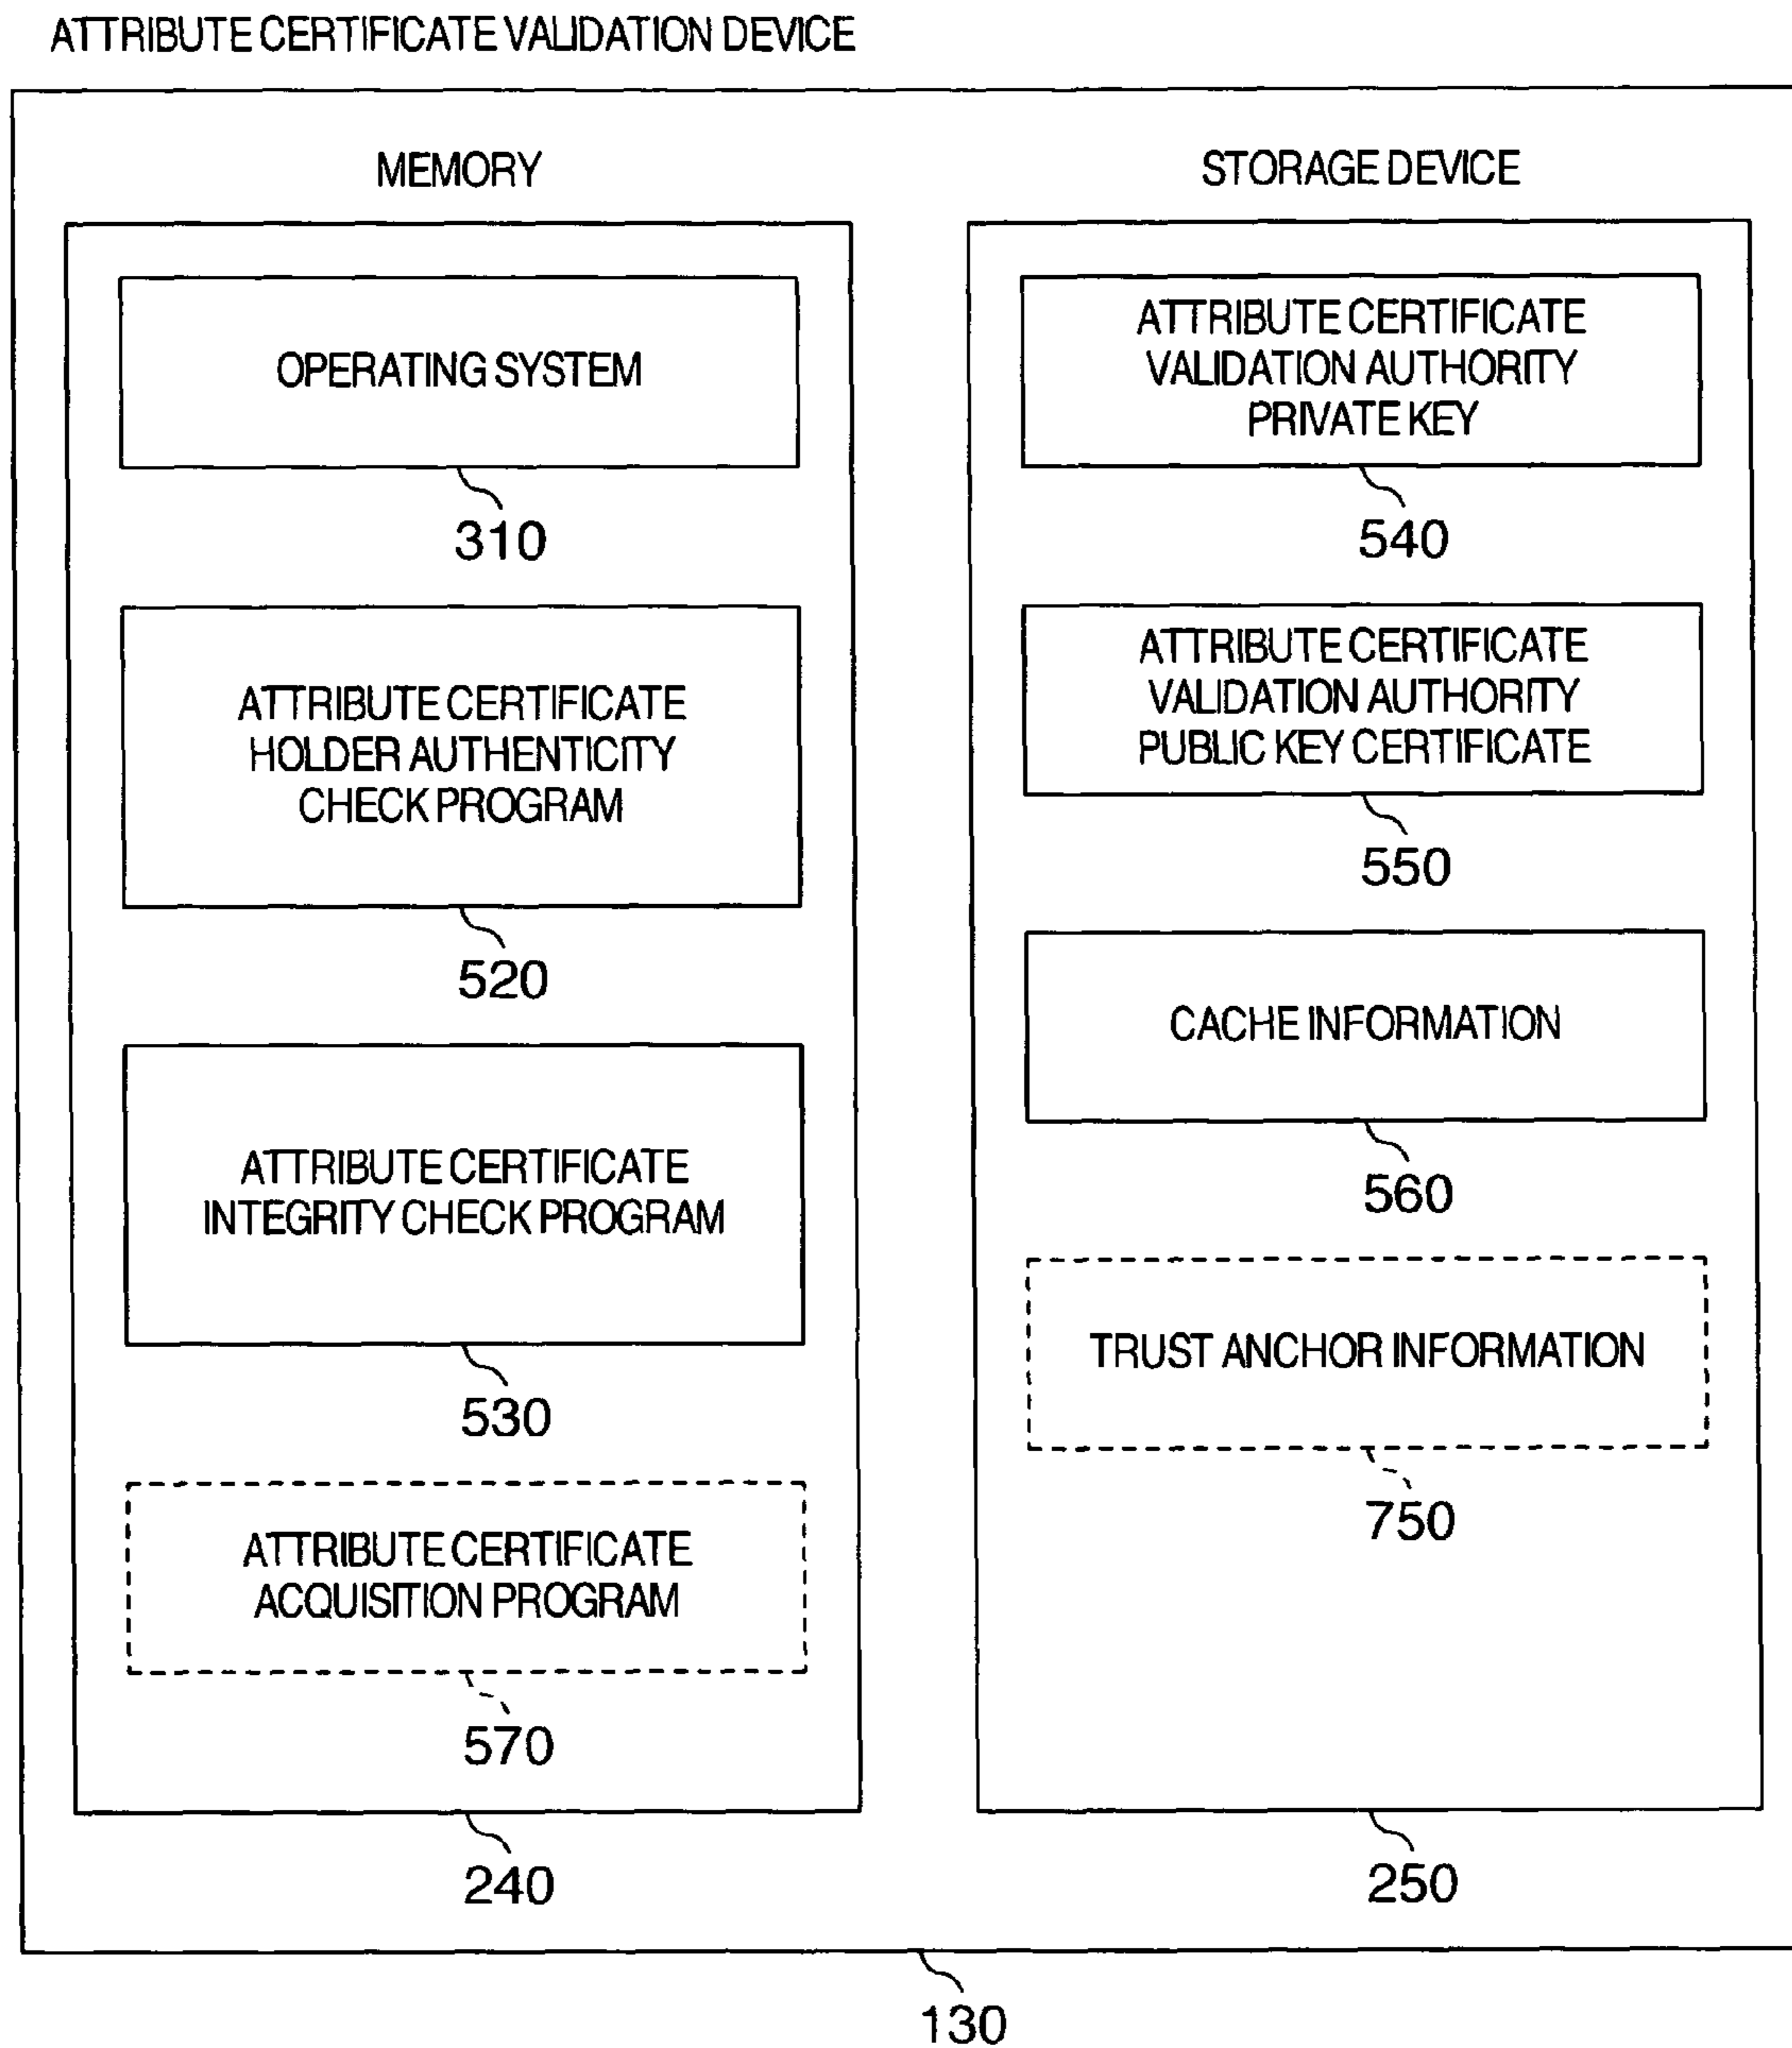 ATTRIBUTE CERTIFICATE VALIDATION DEVICE
MEMORY
OPERATING SYSTEM
310
ATTRIBUTE CERTIFICATE
HOLDER AUTHENTICITY
CHECK PROGRAM
520
ATTRIBUTE CERTIFICATE
INTEGRITY CHECK PROGRAM
530
ATTRIBUTE CERTIFICATE
ACQUISITION PROGRAM
570
240
STORAGE DEVICE
ATTRIBUTE CERTIFICATE
VALIDATION AUTHORITY
PRIVATE KEY
540
ATTRIBUTE CERTIFICATE
VALIDATION AUTHORITY
PUBLIC KEY CERTIFICATE
550
CACHE INFORMATION
560
TRUST ANCHOR INFORMATION
750
250
130